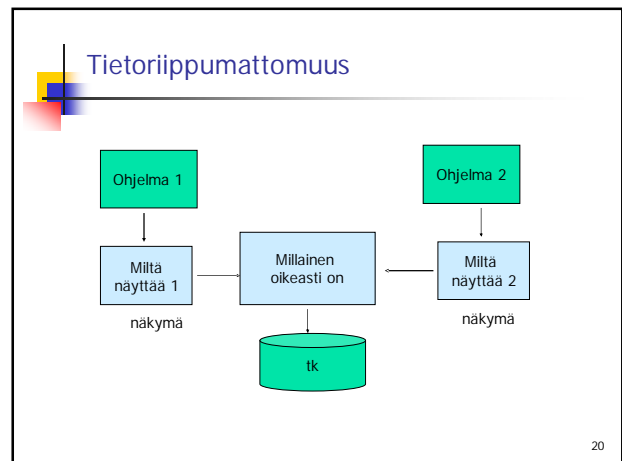 Tietoriippumattomuus
Ohjelma 1
Ohjelma 2
Miltä
näyttää 1
Millainen
oikeasti on
Miltä
näyttää 2
näkymä
näkymä
tk
20